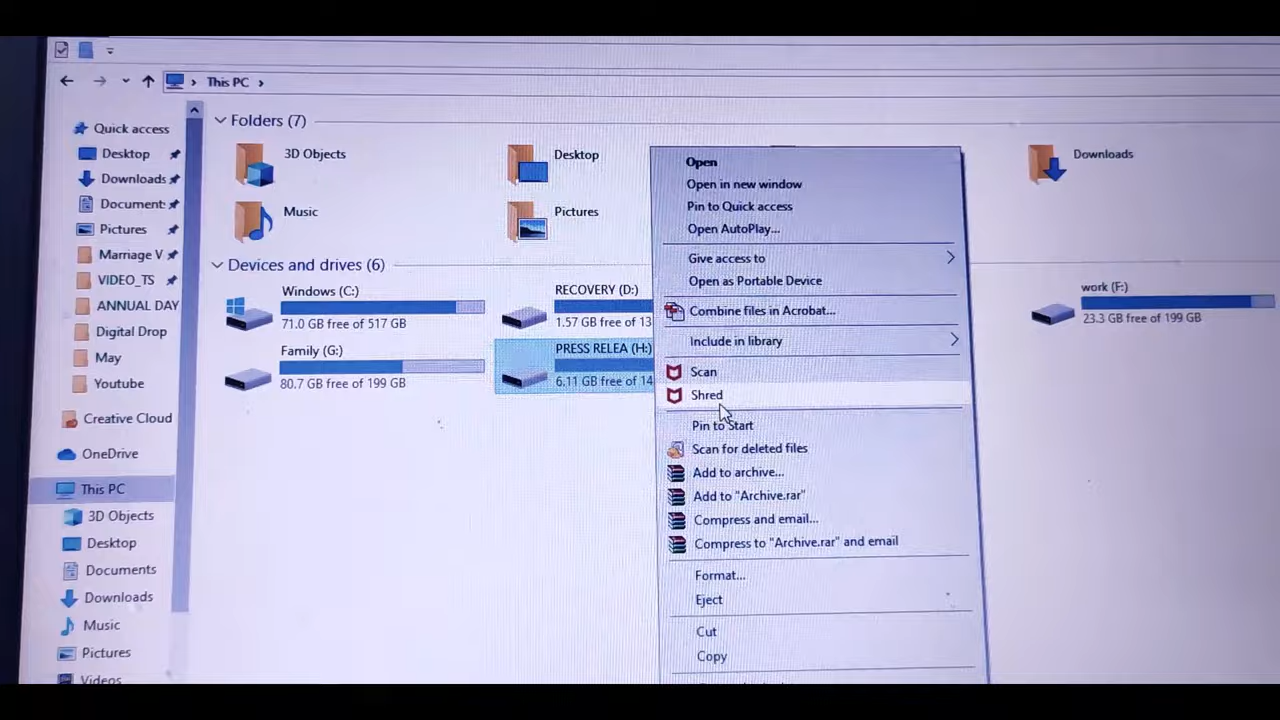 This PC
Folders (7)
Quick access
Desktop
Downloads
Document:
Pictures
Marriage V
VIDEO_TS
ANNUAL DAY
Digital Drop
May
Youtube
Creative Cloud
OneDrive
This PC
3D Objects
Desktop
Documents
Downloads
Music
Pictures
Videos
3D Objects
Desktop
Downloads
Music
Pictures
Devices and drives (6)
Windows (C:)
71.0 GB free of 517 GB
RECOVERY (D:)
1.57 GB free of 13
work (F:)
23.3 GB free of 199 GB
Family (G:)
80.7 GB free of 199 GB
PRESS RELEA (H:)
6.11 GB free of 14
Open
Open in new window
Pin to Quick access
Open AutoPlay...
Give access to
Open as Portable Device
Combine files in Acrobat...
Include in library
Scan
Shred
Pin to Start
Scan for deleted files
Add to archive...
Add to "Archive.rar"
Compress and email...
Compress to "Archive.rar" and email
Format...
Eject
Cut
Copy